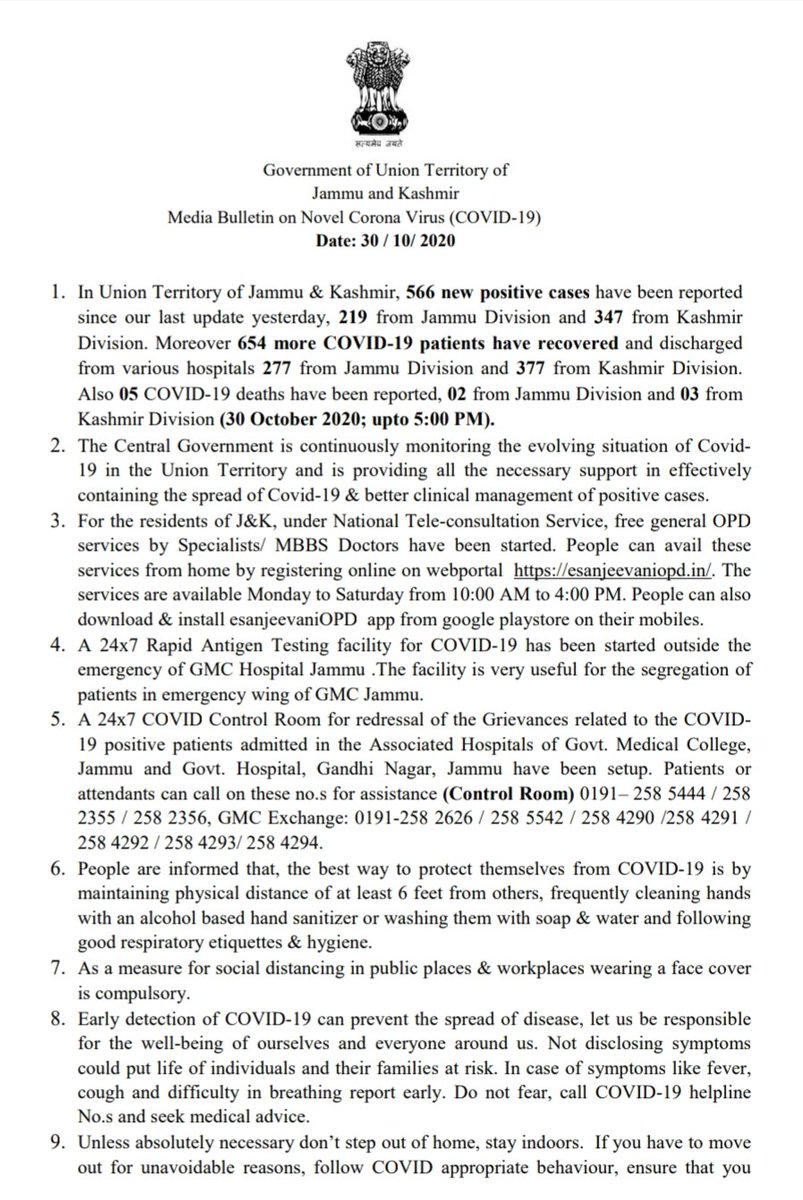 सत्यमेव जयते
Government of Union Territory of
Jammu and Kashmir
Media Bulletin on Novel Corona Virus (COVID-19)
Date: 30 / 10/ 2020
1. In Union Territory of Jammu & Kashmir, 566 new positive cases have been reported
since our last update yesterday, 219 from Jammu Division and 347 from Kashmir
Division. Moreover 654 more COVID-19 patients have recovered and discharged
from various hospitals 277 from Jammu Division and 377 from Kashmir Division.
Also 05 COVID-19 deaths have been reported, 02 from Jammu Division and 03 from
Kashmir Division (30 October 2020; upto 5:00 PM).
2. The Central Government is continuously monitoring the evolving situation of Covid-
19 in the Union Territory and is providing all the necessary support in effectively
containing the spread of Covid-19 & better clinical management of positive cases.
3. For the residents of J&K, under National Tele-consultation Service, free general OPD
services by Specialists/ MBBS Doctors have been started. People can avail these
services from home by registering online on webportal https://esanjeevaniopd.in/. The
services are available Monday to Saturday from 10:00 AM to 4:00 PM. People can also
download & install esanjeevaniOPD app from google playstore on their mobiles.
4. A 24x7 Rapid Antigen Testing facility for COVID-19 has been started outside the
emergency of GMC Hospital Jammu .The facility is very useful for the segregation of
patients in emergency wing of GMC Jammu.
5. A 24x7 COVID Control Room for redressal of the Grievances related to the COVID-
19 positive patients admitted in the Associated Hospitals of Govt. Medical College,
Jammu and Govt. Hospital, Gandhi Nagar, Jammu have been setup. Patients or
attendants can call on these no.s for assistance (Control Room) 0191– 258 5444 / 258
2355 / 258 2356, GMC Exchange: 0191-258 2626 / 258 5542 / 258 4290 /258 4291 /
258 4292 / 258 4293/ 258 4294.
6. People are informed that, the best way to protect themselves from COVID-19 is by
maintaining physical distance of at least 6 feet from others, frequently cleaning hands
with an alcohol based hand sanitizer or washing them with soap & water and following
good respiratory etiquettes & hygiene.
7. As a measure for social distancing in public places & workplaces wearing a face cover
is compulsory.
8. Early detection of COVID-19 can prevent the spread of disease, let us be responsible
for the well-being of ourselves and everyone around us. Not disclosing symptoms
could put life of individuals and their families at risk. In case of symptoms like fever,
cough and difficulty in breathing report early. Do not fear, call COVID-19 helpline
No.s and seek medical advice.
9. Unless absolutely necessary don’t step out of home, stay indoors. If you have to move
out for unavoidable reasons, follow COVID appropriate behaviour, ensure that you